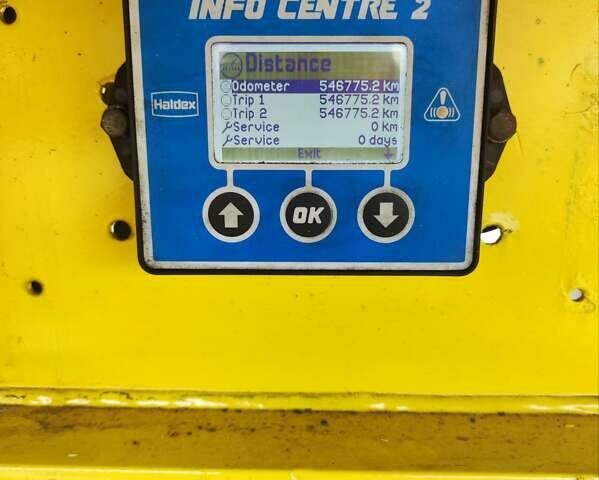 INFO CENTRE 2
Distance
Odometer 546775.2 km
Trip 1 546775.2 km
Trip 2 546775.2 km
Service 0 km
Service 0 days
Exit
Haldex
OK